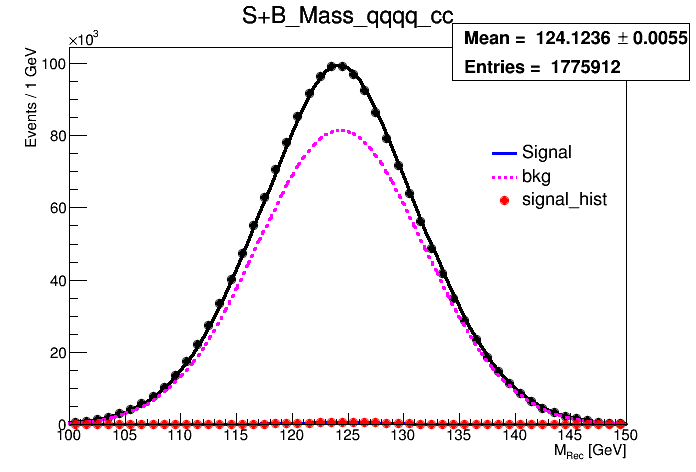 S+B_Mass_qqqq_cc
Mean = 124.1236 ± 0.0055
Entries = 1775912
×10³
Events / 1 GeV
100
80
60
40
20
0
Signal
bkg
signal_hist
100 105 110 115 120 125 130 135 140 145 150
M_Rec [GeV]